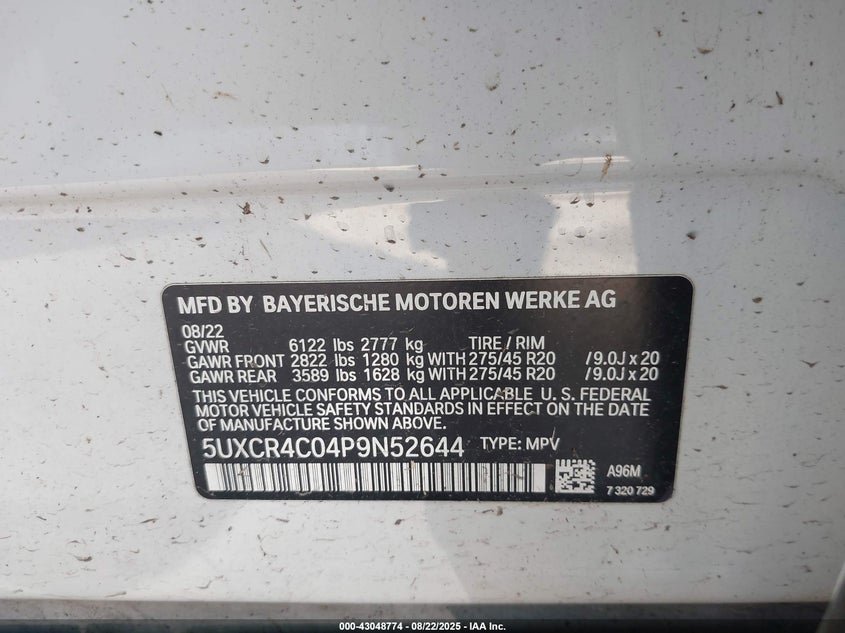 MFD BY BAYERISCHE MOTOREN WERKE AG
08/22
GVWR 6122 lbs 2777 kg TIRE / RIM
GAWR FRONT 2822 lbs 1280 kg WITH 275/45 R20 /9.0J x 20
GAWR REAR 3589 lbs 1628 kg WITH 275/45 R20 /9.0J x 20
THIS VEHICLE CONFORMS TO ALL APPLICABLE U. S. FEDERAL
MOTOR VEHICLE SAFETY STANDARDS IN EFFECT ON THE DATE
OF MANUFACTURE SHOWN ABOVE.
5UXCR4C04P9N52644 TYPE: MPV
A96M
7 320 729
000-43048774 - 08/22/2025 - IAA Inc.